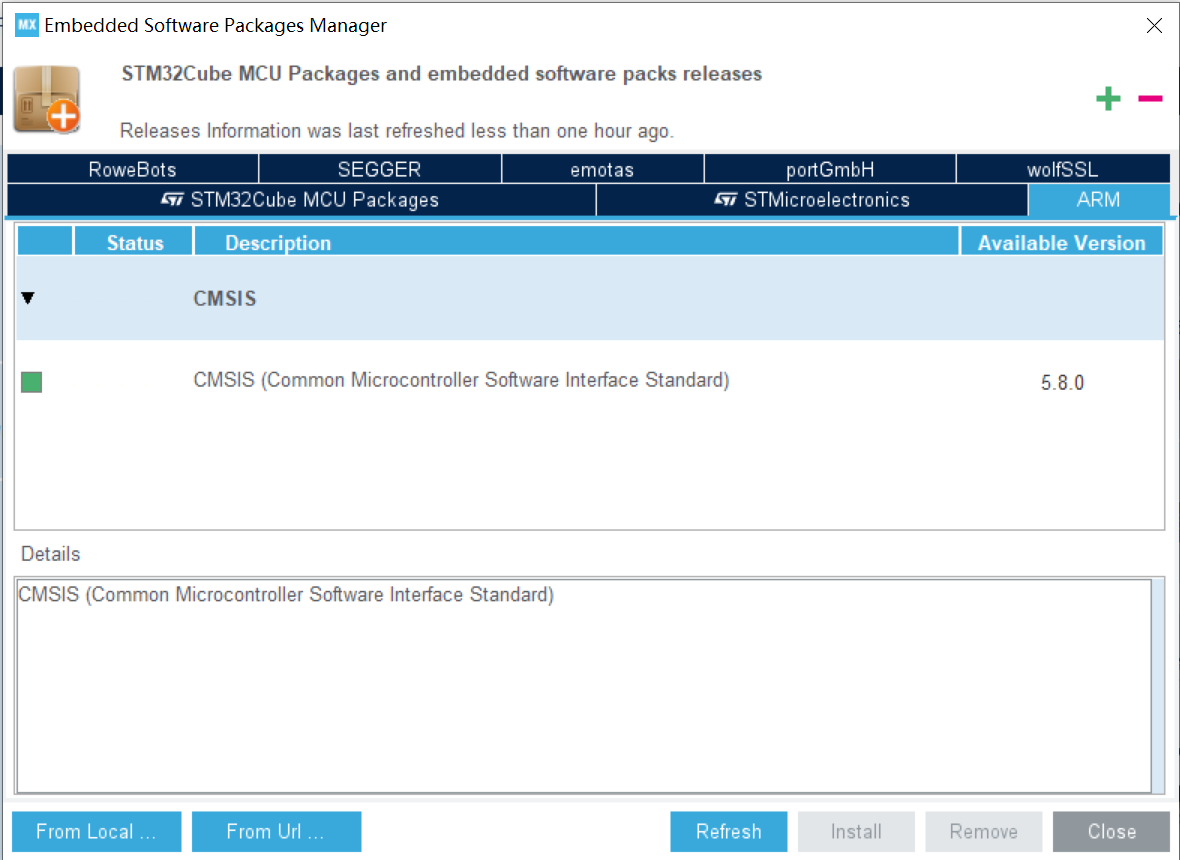 MX Embedded Software Packages Manager
STM32Cube MCU Packages and embedded software packs releases
Releases Information was last refreshed less than one hour ago.
RoweBots SEGGER emotas portGmbH wolfSSL
STM32Cube MCU Packages STMicroelectronics ARM
Status Description Available Version
CMSIS
CMSIS (Common Microcontroller Software Interface Standard) 5.8.0
Details
CMSIS (Common Microcontroller Software Interface Standard)
From Local ... From Url ... Refresh Install Remove Close